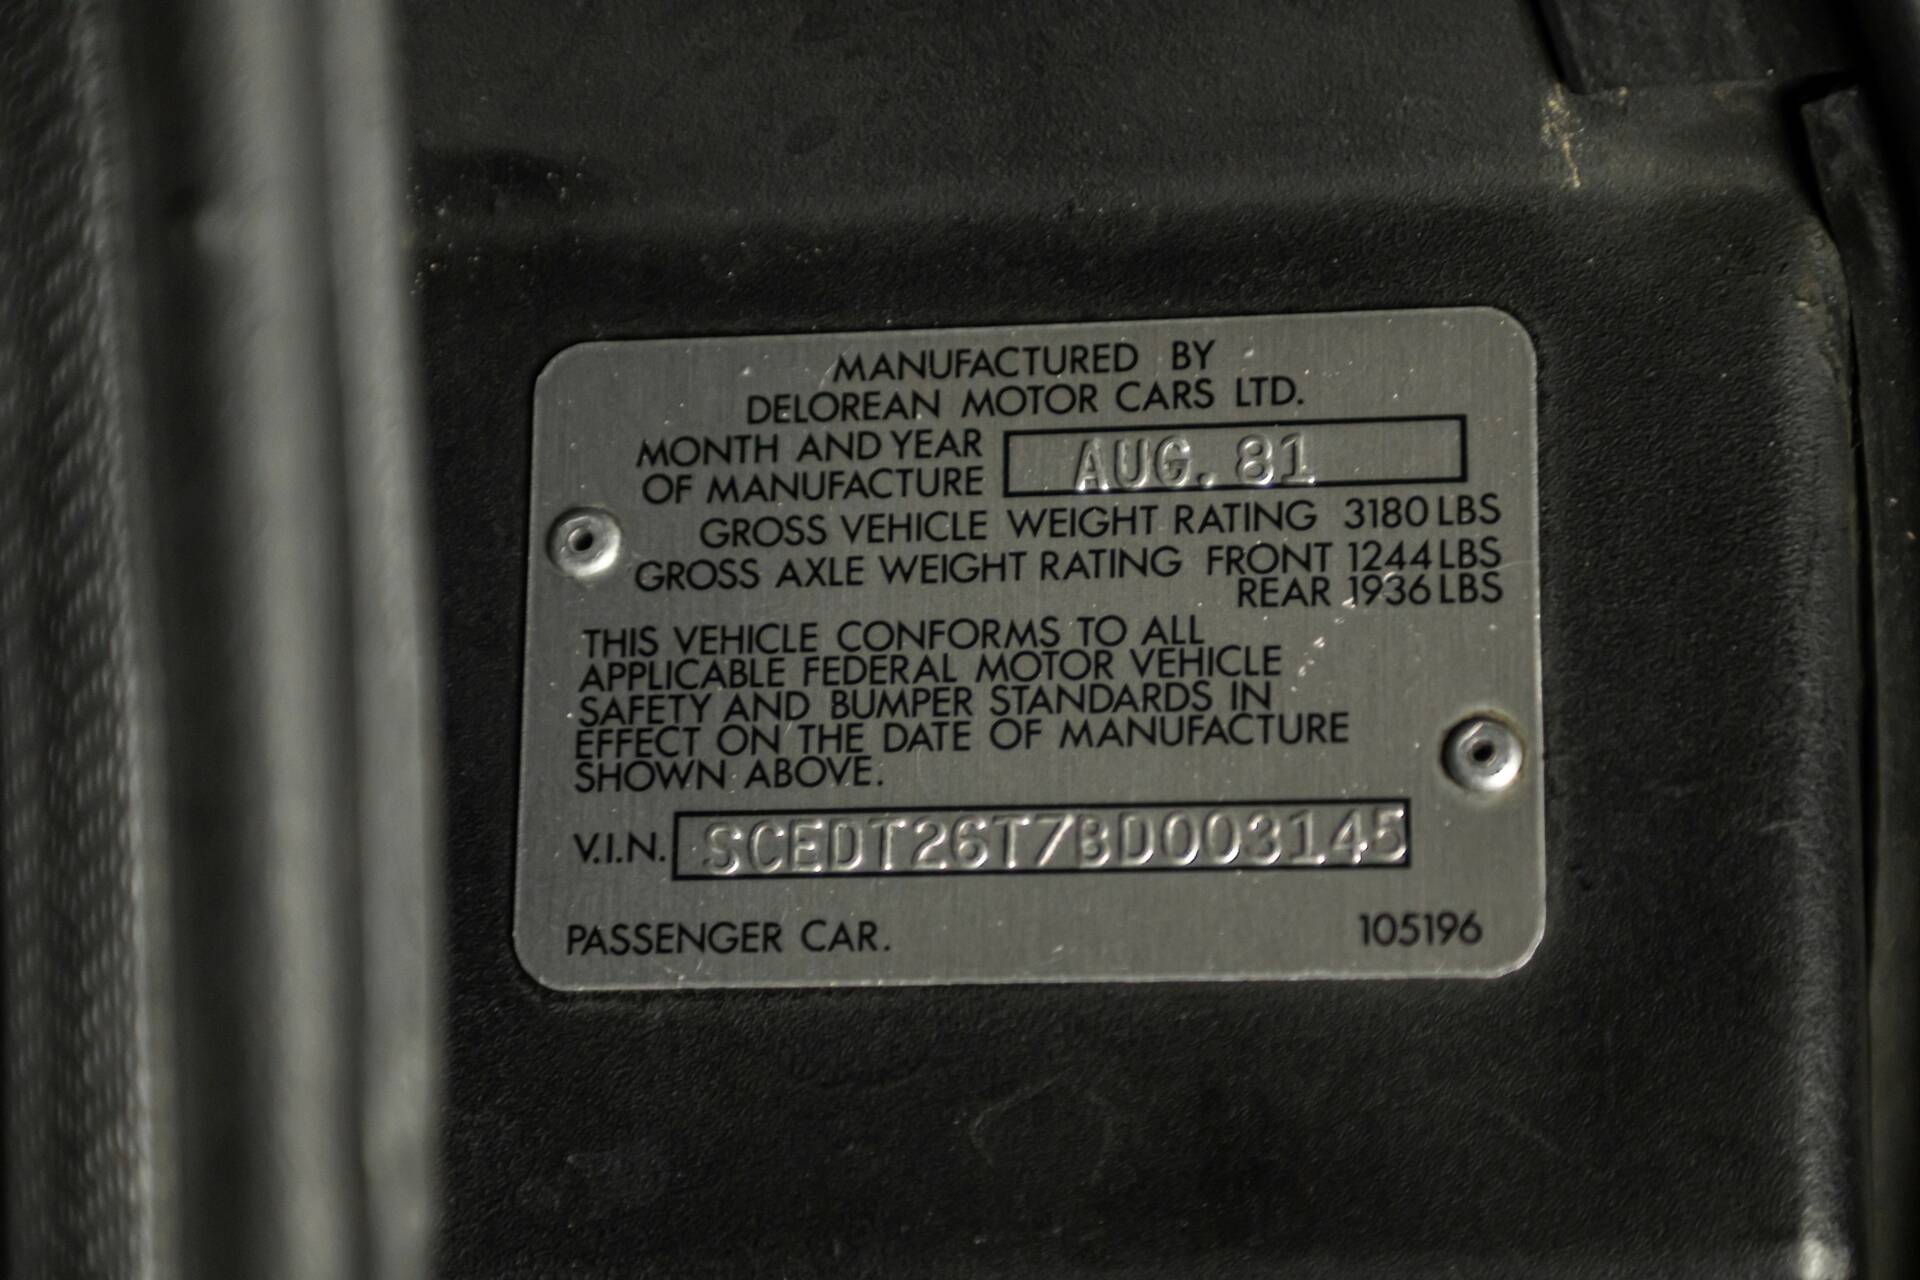 MANUFACTURED BY
DELOREAN MOTOR CARS LTD.
MONTH AND YEAR
OF MANUFACTURE AUG. 81
GROSS VEHICLE WEIGHT RATING 3180 LBS
GROSS AXLE WEIGHT RATING FRONT 1244 LBS
REAR 1936 LBS
THIS VEHICLE CONFORMS TO ALL
APPLICABLE FEDERAL MOTOR VEHICLE
SAFETY AND BUMPER STANDARDS IN
EFFECT ON THE DATE OF MANUFACTURE
SHOWN ABOVE.
V.I.N. SCEDT26T7BD003145
PASSENGER CAR. 105196